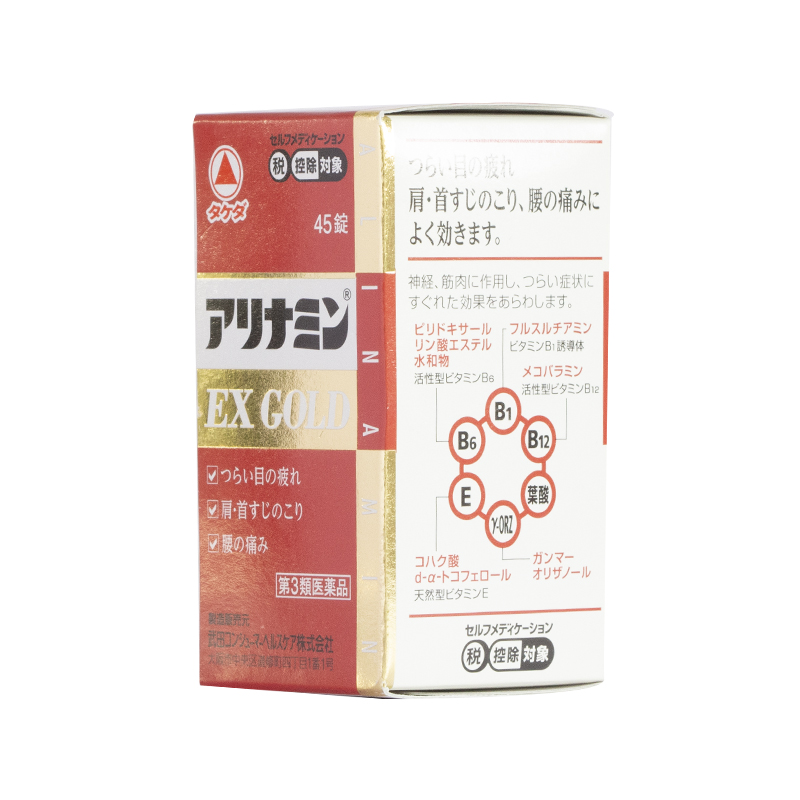 セルフメディケーション
税 控除 対象
タケダ
45錠
アリナミン®
EX GOLD
つらい目の疲れ
肩・首すじのこり
腰の痛み
第3類医薬品
製造販売元
武田コンシューマーヘルスケア株式会社
I N A M I N
つらい目の疲れ
肩・首すじのこり、腰の痛みに
よく効きます。
神経、筋肉に作用し、つらい症状に
すぐれた効果をあらわします。
ピリドキサール
リン酸エステル
水和物
活性型ビタミンB6
フルスルチアミン
ビタミンB1誘導体
メコバラミン
活性型ビタミンB12
B1
B6
B12
E
葉酸
γ-ORZ
コハク酸
d-α-トコフェロール
天然型ビタミンE
ガンマー
オリザノール
セルフメディケーション
税 控除 対象